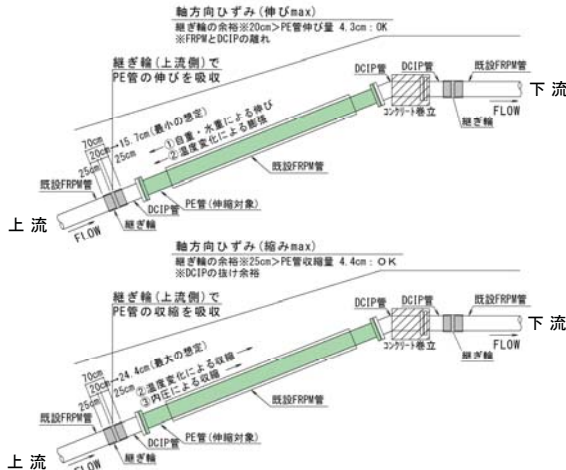 軸方向ひずみ(伸びmax)
継ぎ輪の余裕※20cm>PE管伸び量 4.3cm：OK
※FRPMとDCIPの離れ
継ぎ輪(上流側)で
PE管の伸びを吸収
DCIP管
DCIP管
既設FRPM管
下流
コンクリート巻立
FLOW
継ぎ輪
70cm
20cm→15.7cm(最小の想定)
25cm
25cm
①自重・水重による伸び
②温度変化による膨張
既設FRPM管
既設FRPM管
PE管(伸縮対象)
DCIP管
上流
FLOW
継ぎ輪
軸方向ひずみ(縮みmax)
継ぎ輪の余裕※25cm>PE管収縮量 4.4cm：OK
※DCIPの抜け余裕
継ぎ輪(上流側)で
PE管の収縮を吸収
DCIP管
DCIP管
既設FRPM管
下流
コンクリート巻立
FLOW
継ぎ輪
70cm
20cm→24.4cm(最大の想定)
25cm
25cm
②温度変化による収縮
③内圧による収縮
既設FRPM管
既設FRPM管
PE管(伸縮対象)
DCIP管
上流
FLOW
継ぎ輪